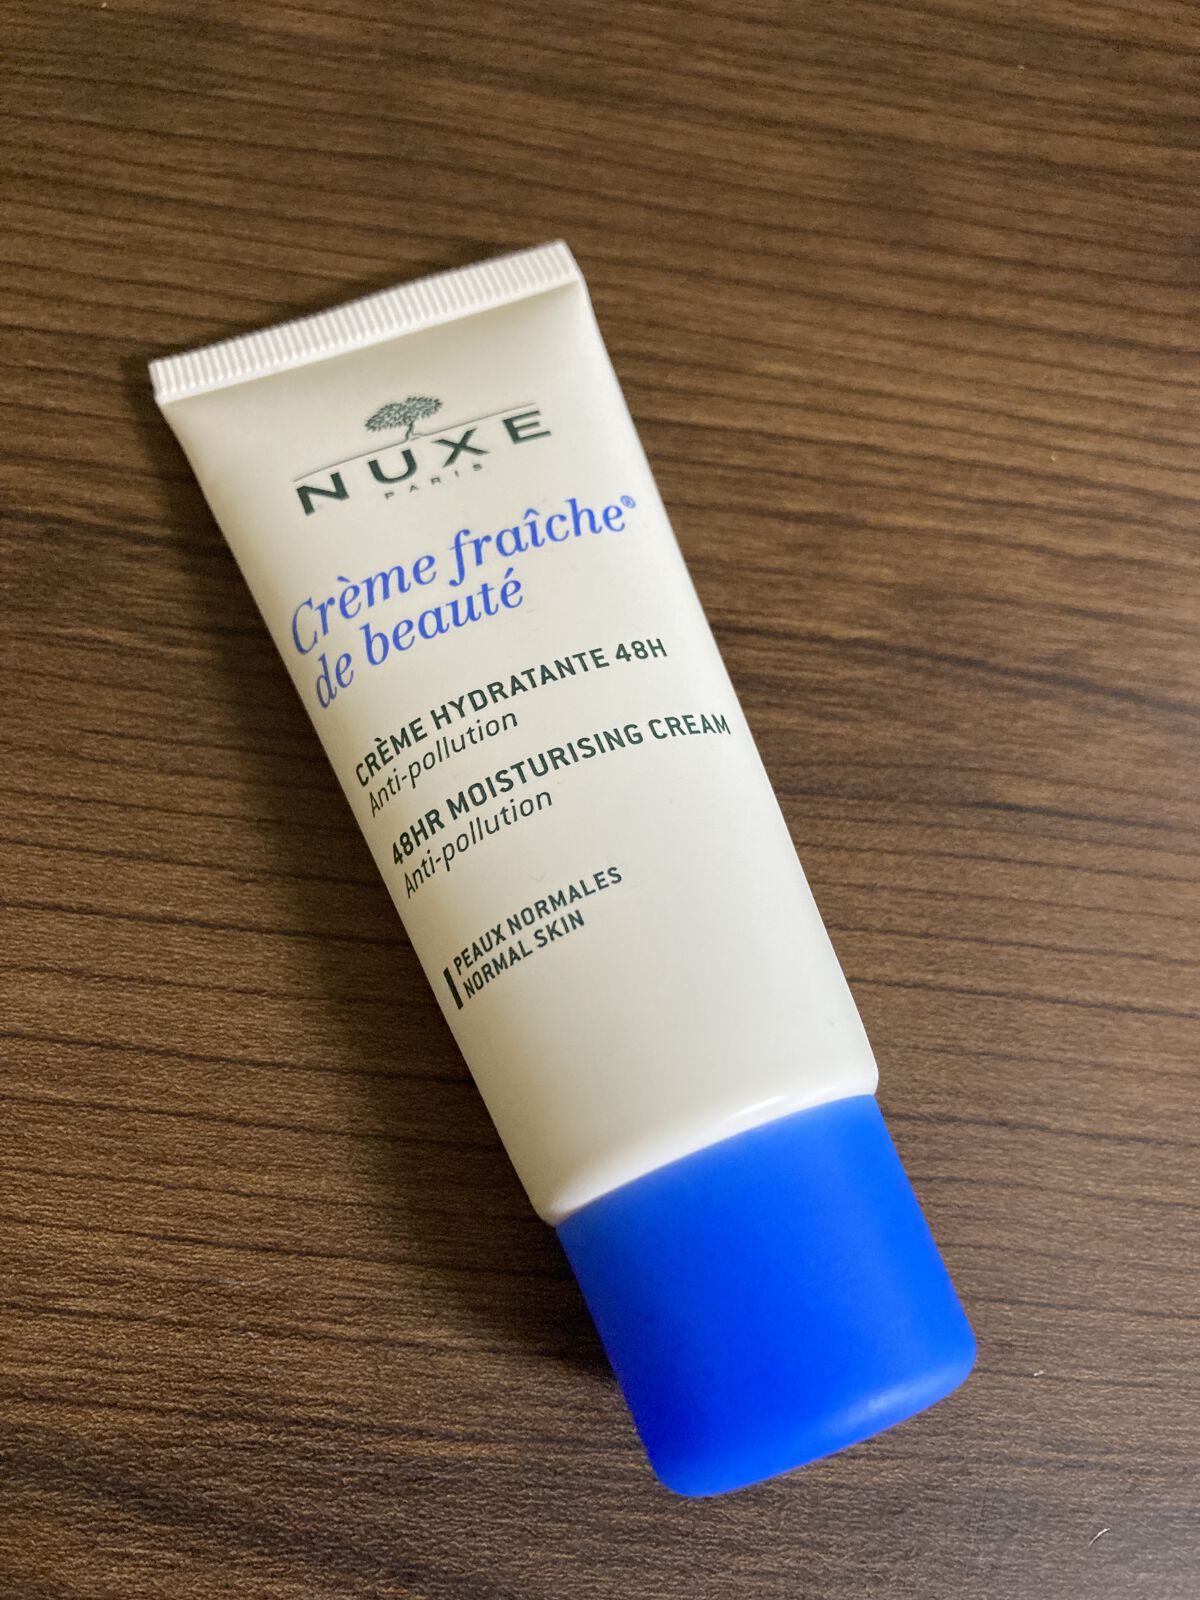 NUXE
PARIS
Crème fraîche®
de beauté
CRÈME HYDRATANTE 48H
Anti-pollution
48HR MOISTURISING CREAM
Anti-pollution
PEAUX NORMALES
NORMAL SKIN